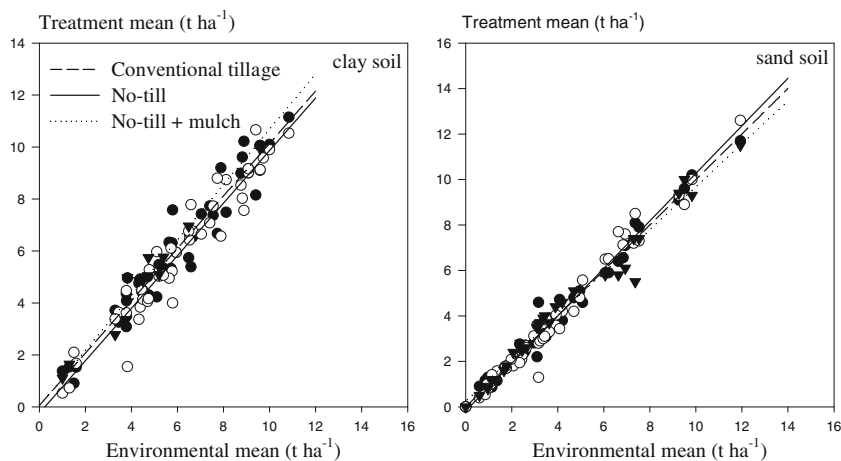 Treatment mean (t ha⁻¹)
14
12
10
8
6
4
2
0
Conventional tillage
No-till
No-till + mulch
clay soil
0 2 4 6 8 10 12 14 16
Environmental mean (t ha⁻¹)
Treatment mean (t ha⁻¹)
16
14
12
10
8
6
4
2
0
sand soil
0 2 4 6 8 10 12 14 16
Environmental mean (t ha⁻¹)